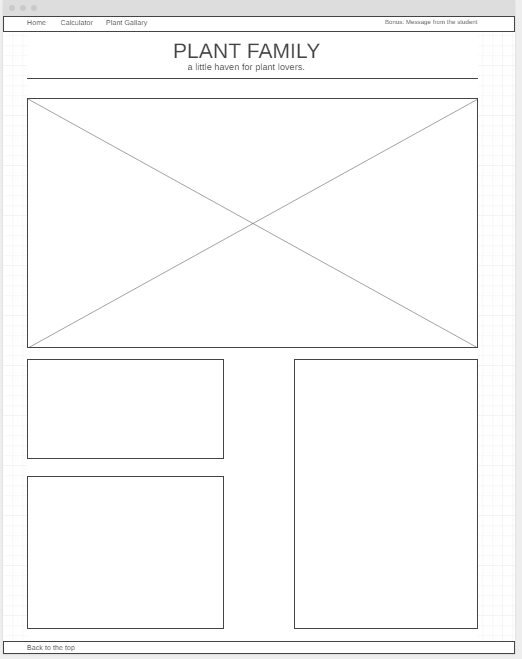 Home Calculator Plant Gallary Bonus: Message from the student
PLANT FAMILY
a little haven for plant lovers.
Back to the top